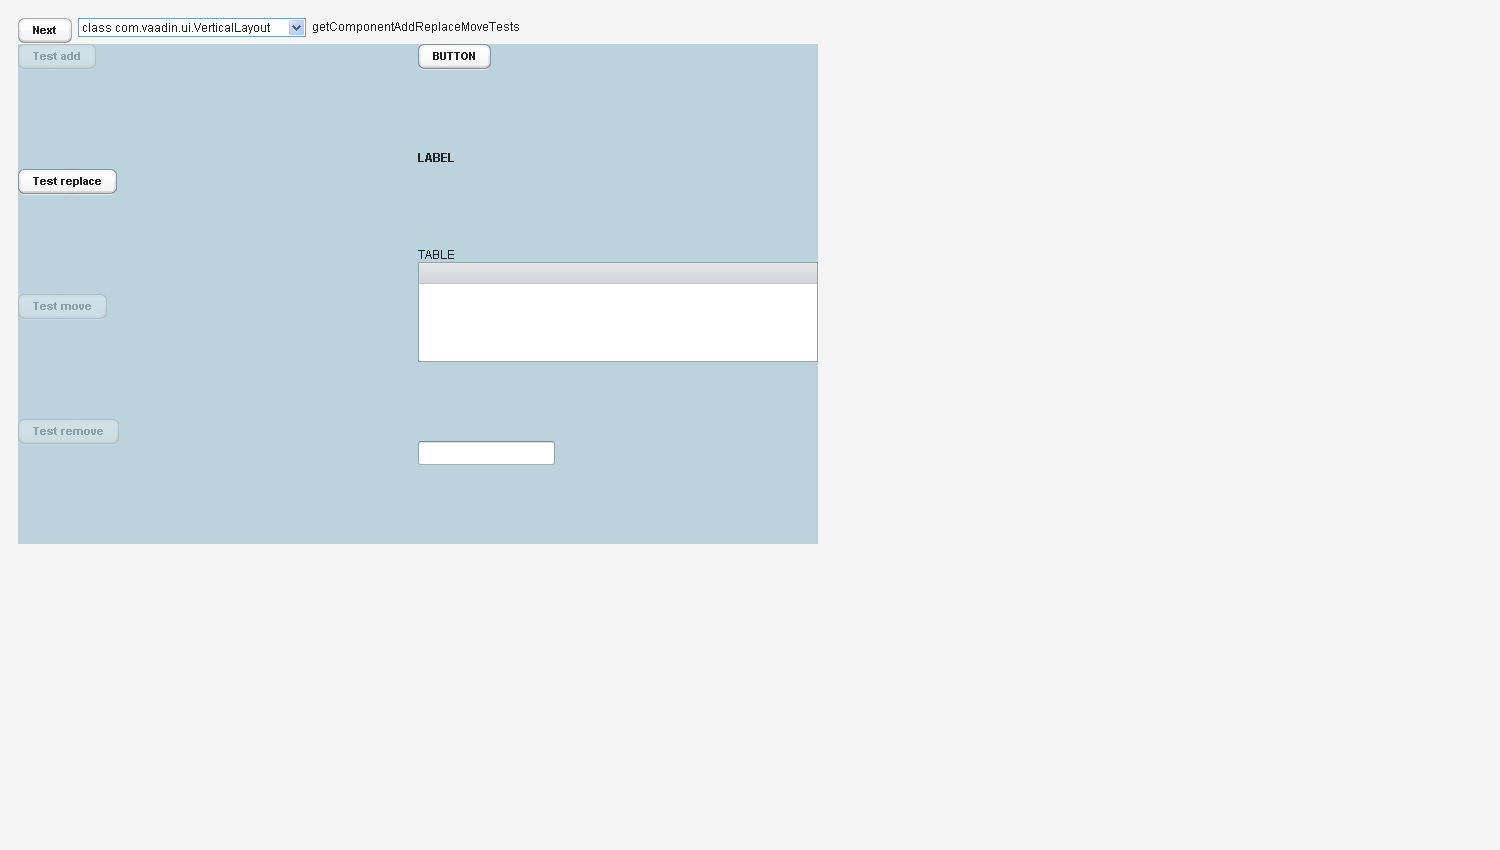 Next class com.vaadin.ui.VerticalLayout getComponentAddReplaceMoveTests
Test add BUTTON
LABEL
Test replace
TABLE
Test move
Test remove